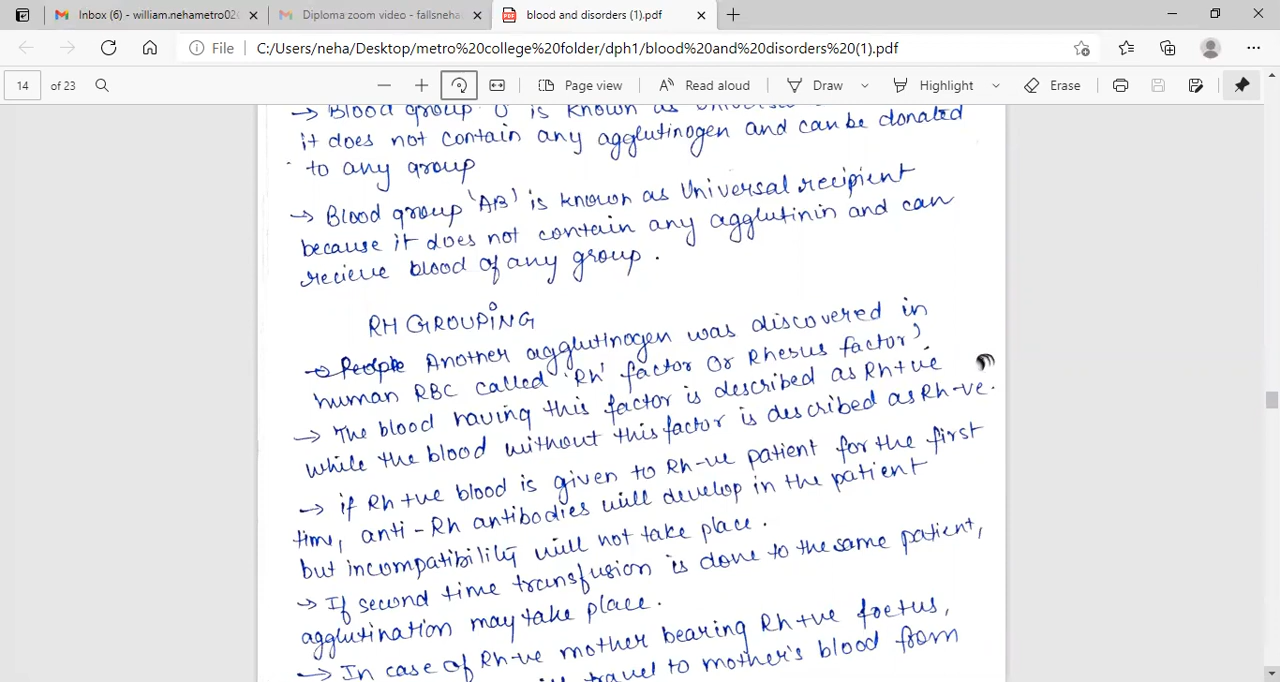 Inbox (6) - william.nehametro02
Diploma zoom video - fallsneha
blood and disorders (1).pdf
File
C:/Users/neha/Desktop/metro%20college%20folder/dph1/blood%20and%20disorders%20(1).pdf
14 of 23
Page view
Read aloud
Draw
Highlight
Erase
→ Blood group 'O' is known as
it does not contain any agglutinogen and can be donated
to any group
→ Blood group 'AB' is known as Universal recipient
because it does not contain any agglutinin and can
recieve blood of any group.
RH GROUPING
Another agglutinogen was discovered in
human RBC called 'Rh' factor or Rhesus factor)
→ The blood having this factor is described as Rh+ve
while the blood without this factor is described as Rh-ve.
→ if Rh+ve blood is given to Rh-ve patient for the first
time, anti-Rh antibodies will develop in the patient
but incompatibility will not take place.
→ If second time transfusion is done to the same patient,
agglutination may take place.
→ In case of Rh-ve mother bearing Rh+ve foetus,
travel to mother's blood from